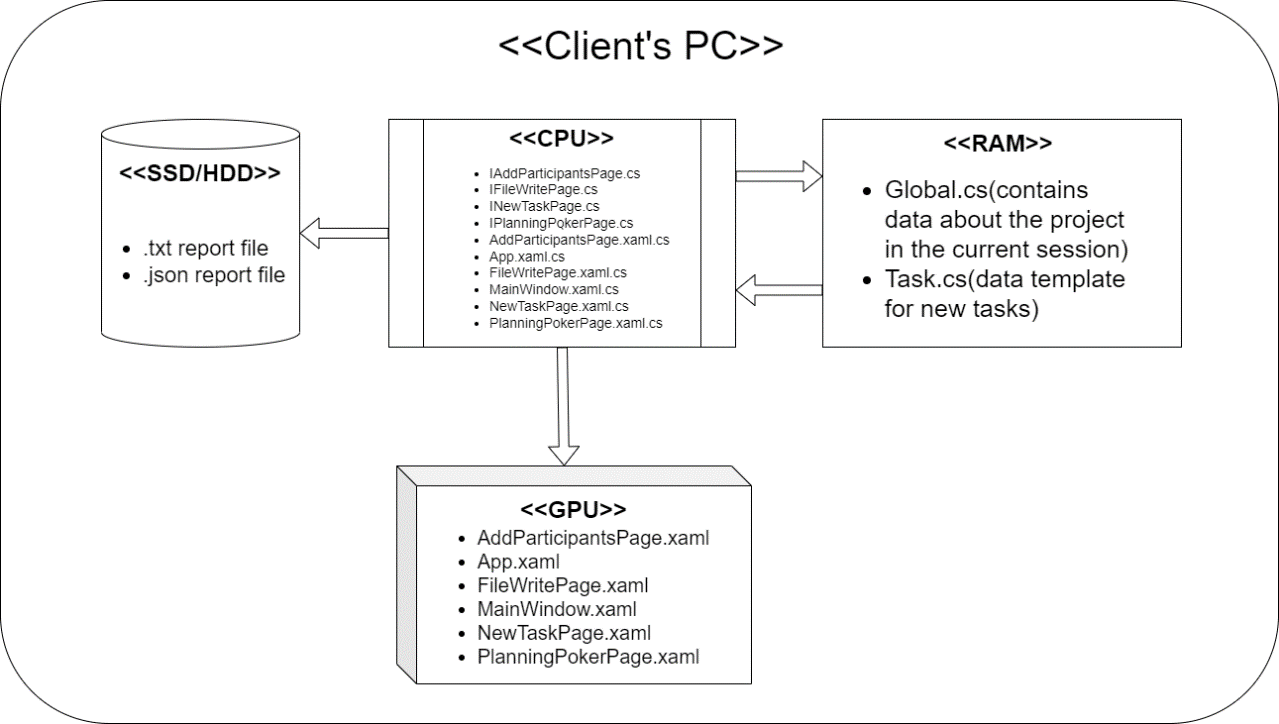 <<Client's PC>>
<<SSD/HDD>>
.txt report file
.json report file
<<CPU>>
IAddParticipantsPage.cs
IFileWritePage.cs
INewTaskPage.cs
IPlanningPokerPage.cs
AddParticipantsPage.xaml.cs
App.xaml.cs
FileWritePage.xaml.cs
MainWindow.xaml.cs
NewTaskPage.xaml.cs
PlanningPokerPage.xaml.cs
<<RAM>>
Global.cs(contains
data about the project
in the current session)
Task.cs(data template
for new tasks)
<<GPU>>
AddParticipantsPage.xaml
App.xaml
FileWritePage.xaml
MainWindow.xaml
NewTaskPage.xaml
PlanningPokerPage.xaml